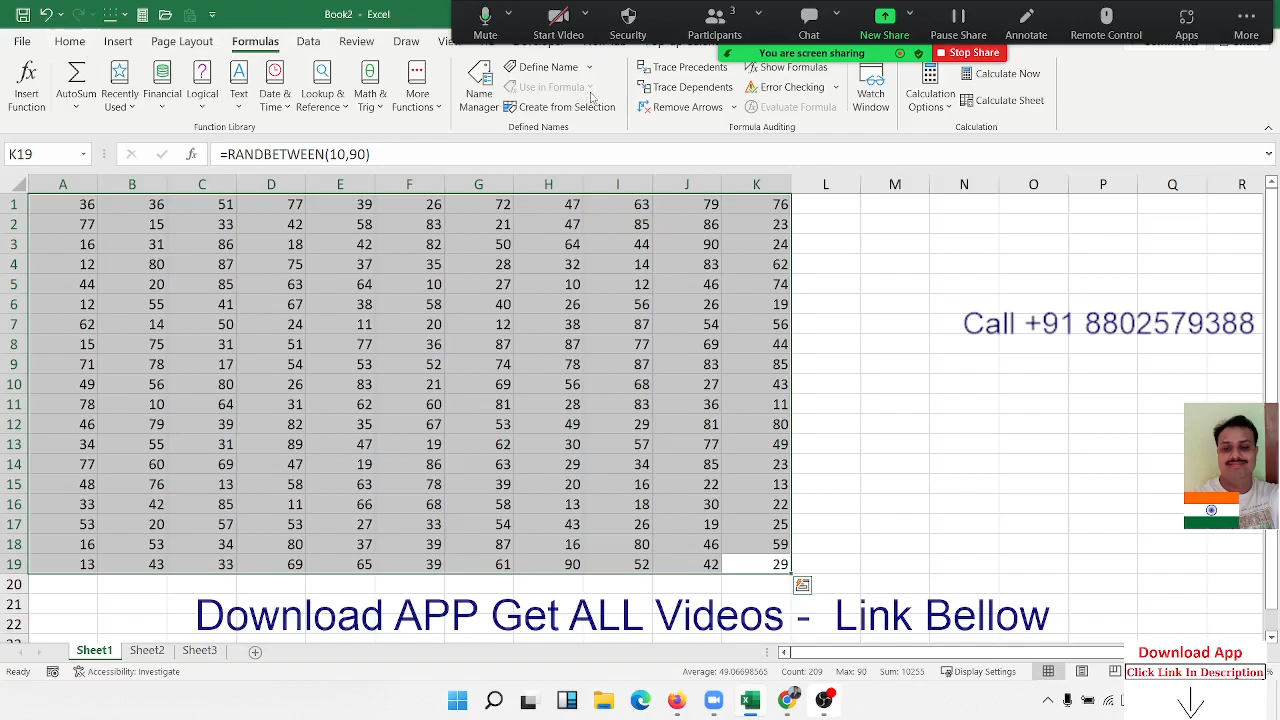 Book2 - Excel
Mute
Start Video
Security
3
Participants
Chat
New Share
Pause Share
Annotate
Remote Control
Apps
More
You are screen sharing
Stop Share
File
Home
Insert
Page Layout
Formulas
Data
Review
Draw
Insert Function
AutoSum
Recently Used
Financial
Logical
Text
Date & Time
Lookup & Reference
Math & Trig
More Functions
Function Library
Name Manager
Define Name
Use in Formula
Create from Selection
Defined Names
Trace Precedents
Trace Dependents
Remove Arrows
Show Formulas
Error Checking
Evaluate Formula
Formula Auditing
Watch Window
Calculation Options
Calculate Now
Calculate Sheet
Calculation
K19
fx
=RANDBETWEEN(10,90)
A B C D E F G H I J K L M N O P Q R
1 36 36 51 77 39 26 72 47 63 79 76
2 77 15 33 42 58 83 21 47 85 86 23
3 16 31 86 18 42 82 50 64 44 90 24
4 12 80 87 75 37 35 28 32 14 83 62
5 44 20 85 63 64 10 27 10 12 46 74
6 12 55 41 67 38 58 40 26 56 26 19
7 62 14 50 24 11 20 12 38 87 54 56
8 15 75 31 51 77 36 87 87 77 69 44
9 71 78 17 54 53 52 74 78 87 83 85
10 49 56 80 26 83 21 69 56 68 27 43
11 78 10 64 31 62 60 81 28 83 36 11
12 46 79 39 82 35 67 53 49 29 81 80
13 34 55 31 89 47 19 62 30 57 77 49
14 77 60 69 47 19 86 63 29 34 85 23
15 48 76 13 58 63 78 39 20 16 22 13
16 33 42 85 11 66 68 58 13 18 30 22
17 53 20 57 53 27 33 54 43 26 19 25
18 16 53 34 80 37 39 87 16 80 46 59
19 13 43 33 69 65 39 61 90 52 42 29
20
21
22
Call +91 8802579388
Download APP Get ALL Videos - Link Bellow
Sheet1
Sheet2
Sheet3
Download App
Click Link In Description
Ready
Accessibility: Investigate
Average: 49.06698565
Count: 209
Max: 90
Sum: 10255
Display Settings